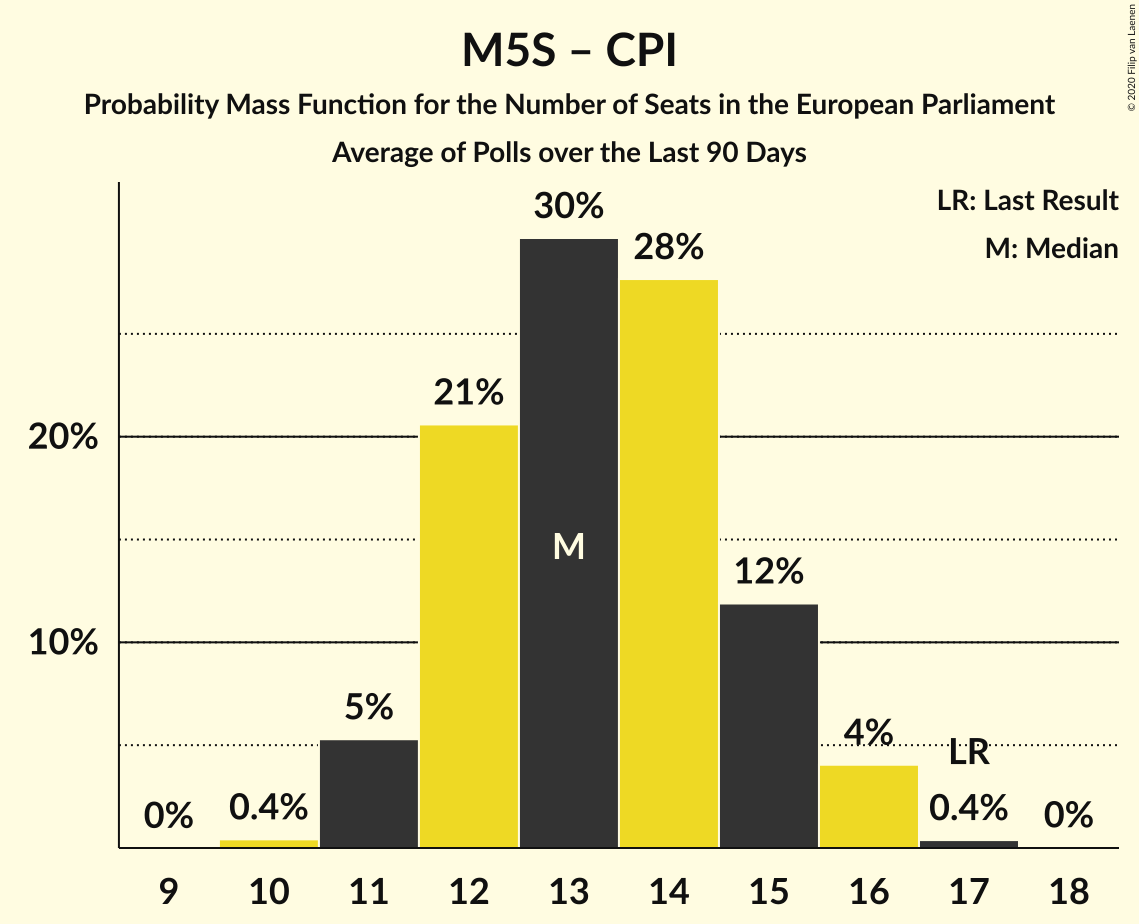 M5S – CPI
Probability Mass Function for the Number of Seats in the European Parliament
Average of Polls over the Last 90 Days
© 2020 Filip van Laenen
LR: Last Result
M: Median
30%
28%
21%
20%
M
12%
10%
5%
4%
LR
0%
0.4%
0.4%
0%
9 10 11 12 13 14 15 16 17 18